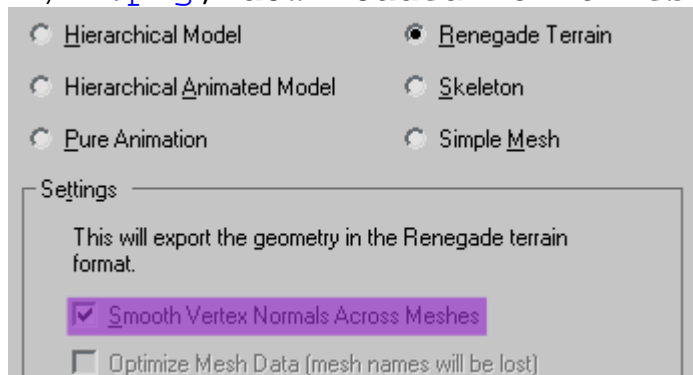 Hierarchical Model
Renegade Terrain
Hierarchical Animated Model
Skeleton
Pure Animation
Simple Mesh
Settings
This will export the geometry in the Renegade terrain
format.
Smooth Vertex Normals Across Meshes
Optimize Mesh Data (mesh names will be lost)